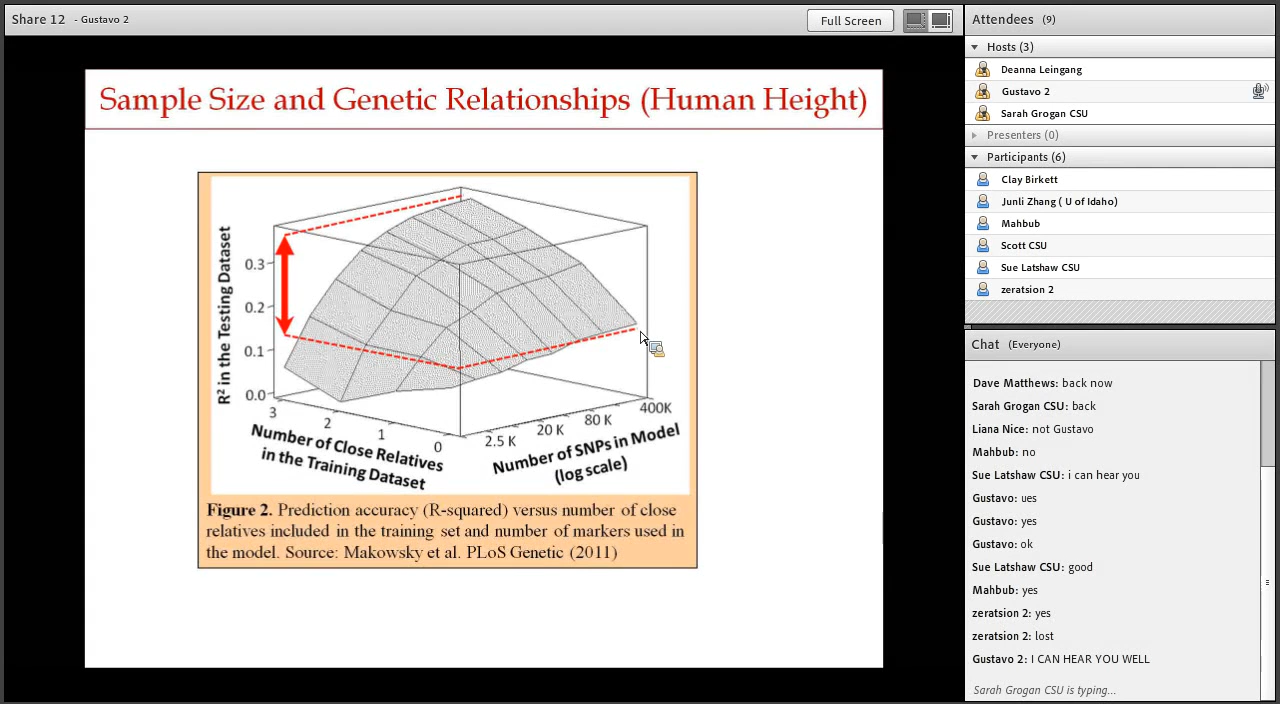 Share 12 - Gustavo 2
Full Screen
Sample Size and Genetic Relationships (Human Height)
R² in the Testing Dataset
0.3
0.2
0.1
0.0
3
2
1
0
2.5 K
20 K
80 K
400K
Number of Close Relatives
in the Training Dataset
Number of SNPs in Model
(log scale)
Figure 2. Prediction accuracy (R-squared) versus number of close
relatives included in the training set and number of markers used in
the model. Source: Makowsky et al. PLoS Genetic (2011)
Attendees (9)
Hosts (3)
Deanna Leingang
Gustavo 2
Sarah Grogan CSU
Presenters (0)
Participants (6)
Clay Birkett
Junli Zhang ( U of Idaho)
Mahbub
Scott CSU
Sue Latshaw CSU
zeratsion 2
Chat (Everyone)
Dave Matthews: back now
Sarah Grogan CSU: back
Liana Nice: not Gustavo
Mahbub: no
Sue Latshaw CSU: i can hear you
Gustavo: ues
Gustavo: yes
Gustavo: ok
Sue Latshaw CSU: good
Mahbub: yes
zeratsion 2: yes
zeratsion 2: lost
Gustavo 2: I CAN HEAR YOU WELL
Sarah Grogan CSU is typing...